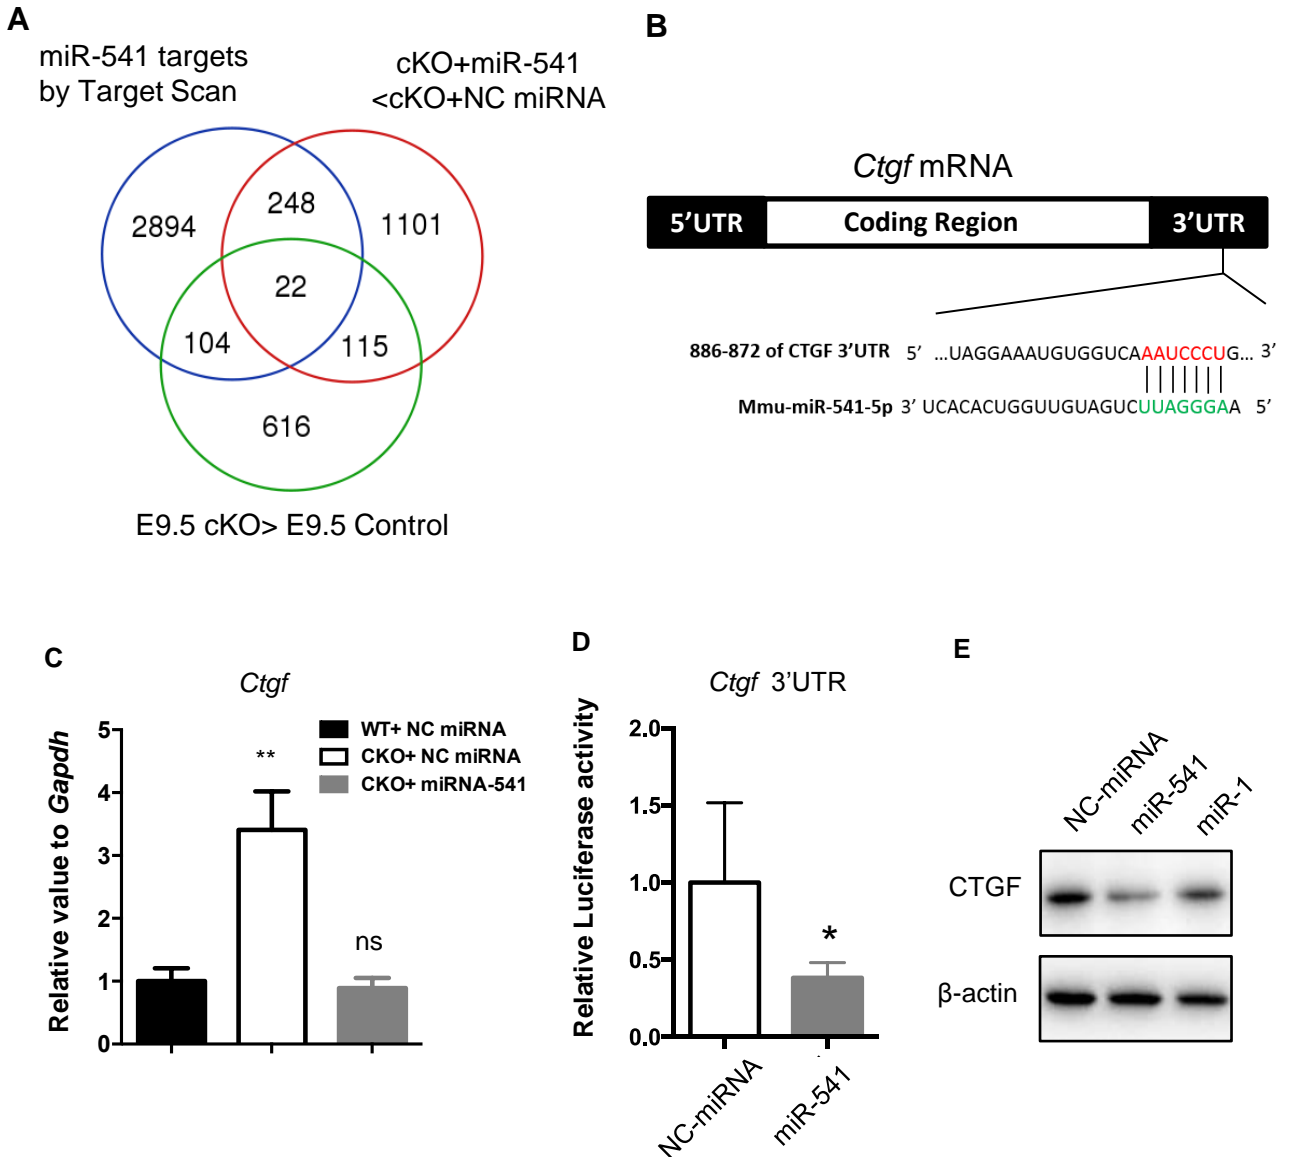 A
miR-541 targets
by Target Scan
cKO+miR-541
<cKO+NC miRNA
2894
248
1101
22
104
115
616
E9.5 cKO> E9.5 Control
B
Ctgf mRNA
5’UTR
Coding Region
3’UTR
886-872 of CTGF 3’UTR 5’ ...UAGGAAAUGUGGUCAAAUCCCUG... 3’
Mmu-miR-541-5p 3’ UCACACUGGUUGUAGUCUUAGGGAA 5’
C
Ctgf
Relative value to Gapdh
5
4
3
2
1
0
**
ns
WT+ NC miRNA
CKO+ NC miRNA
CKO+ miRNA-541
D
Ctgf 3’UTR
Relative Luciferase activity
2.0
1.5
1.0
0.5
0.0
*
NC-miRNA
miR-541
E
NC-miRNA
miR-541
miR-1
CTGF
β-actin